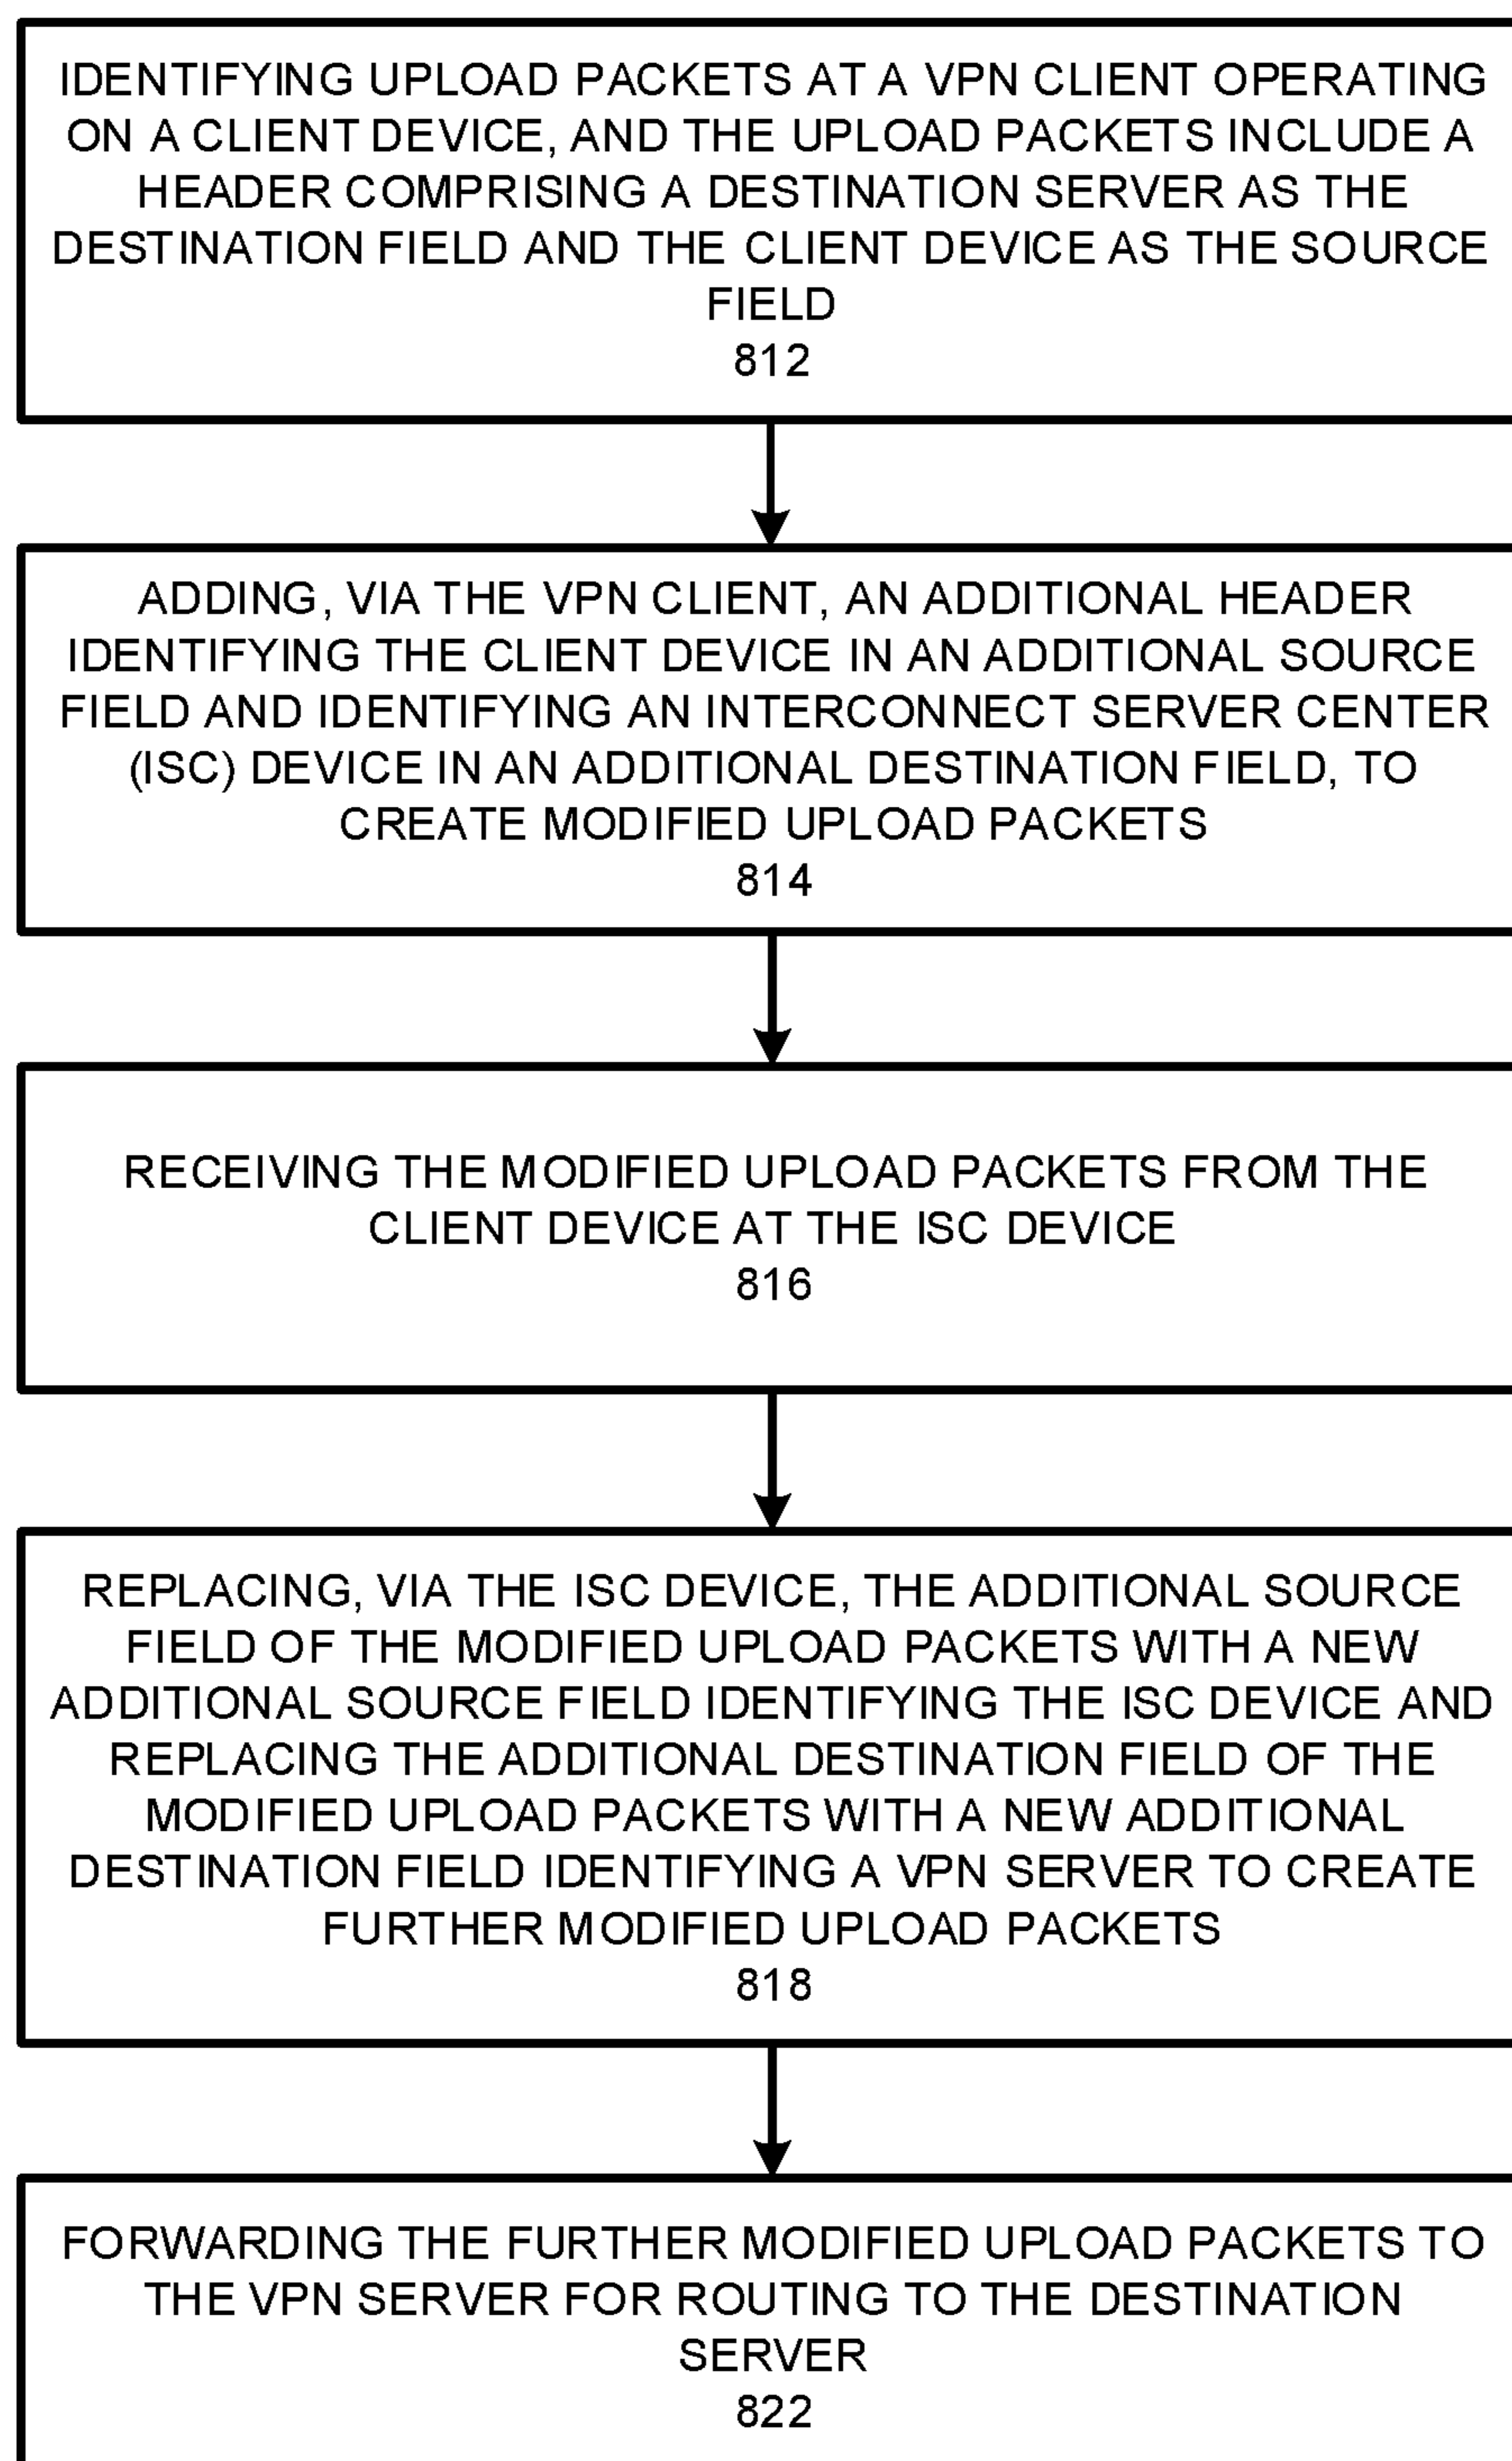 IDENTIFYING UPLOAD PACKETS AT A VPN CLIENT OPERATING
ON A CLIENT DEVICE, AND THE UPLOAD PACKETS INCLUDE A
HEADER COMPRISING A DESTINATION SERVER AS THE
DESTINATION FIELD AND THE CLIENT DEVICE AS THE SOURCE
FIELD
812
ADDING, VIA THE VPN CLIENT, AN ADDITIONAL HEADER
IDENTIFYING THE CLIENT DEVICE IN AN ADDITIONAL SOURCE
FIELD AND IDENTIFYING AN INTERCONNECT SERVER CENTER
(ISC) DEVICE IN AN ADDITIONAL DESTINATION FIELD, TO
CREATE MODIFIED UPLOAD PACKETS
814
RECEIVING THE MODIFIED UPLOAD PACKETS FROM THE
CLIENT DEVICE AT THE ISC DEVICE
816
REPLACING, VIA THE ISC DEVICE, THE ADDITIONAL SOURCE
FIELD OF THE MODIFIED UPLOAD PACKETS WITH A NEW
ADDITIONAL SOURCE FIELD IDENTIFYING THE ISC DEVICE AND
REPLACING THE ADDITIONAL DESTINATION FIELD OF THE
MODIFIED UPLOAD PACKETS WITH A NEW ADDITIONAL
DESTINATION FIELD IDENTIFYING A VPN SERVER TO CREATE
FURTHER MODIFIED UPLOAD PACKETS
818
FORWARDING THE FURTHER MODIFIED UPLOAD PACKETS TO
THE VPN SERVER FOR ROUTING TO THE DESTINATION
SERVER
822